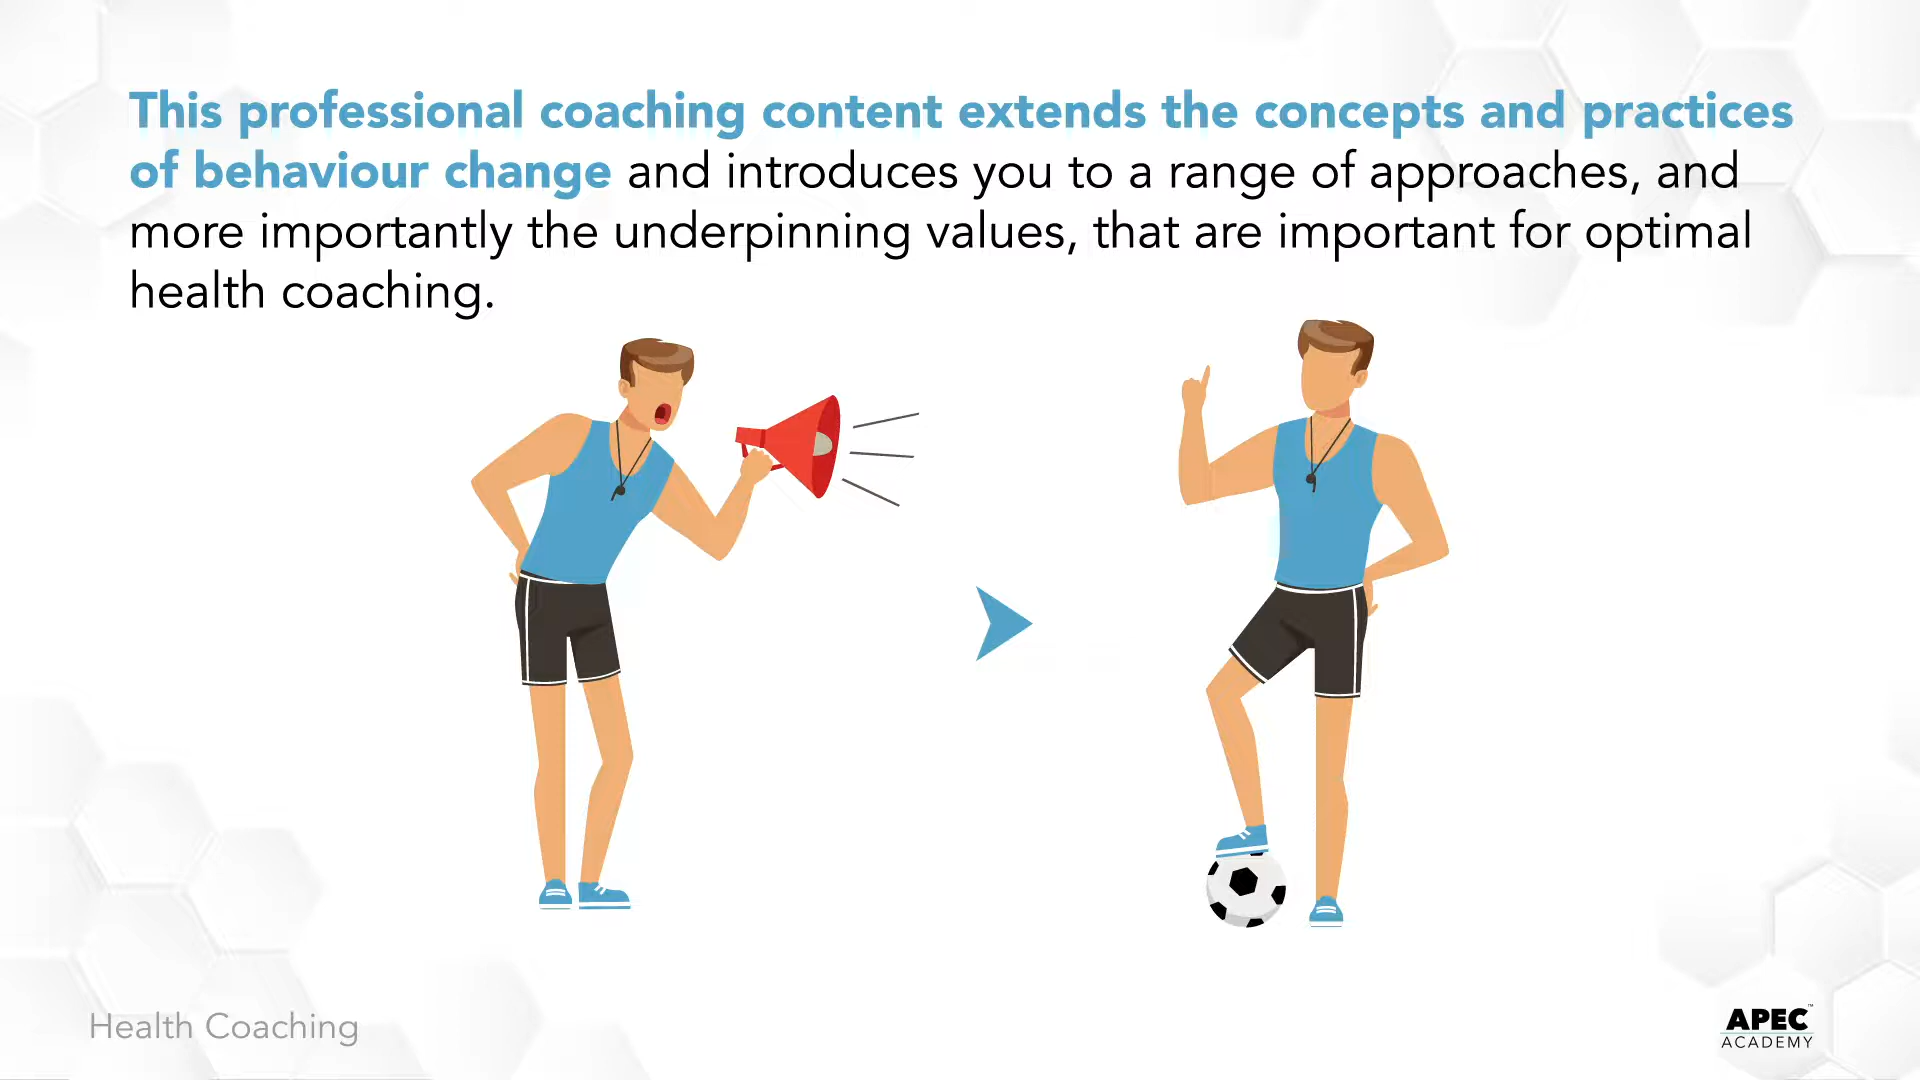 This professional coaching content extends the concepts and practices
of behaviour change and introduces you to a range of approaches, and
more importantly the underpinning values, that are important for optimal
health coaching.
Health Coaching
APEC™
ACADEMY